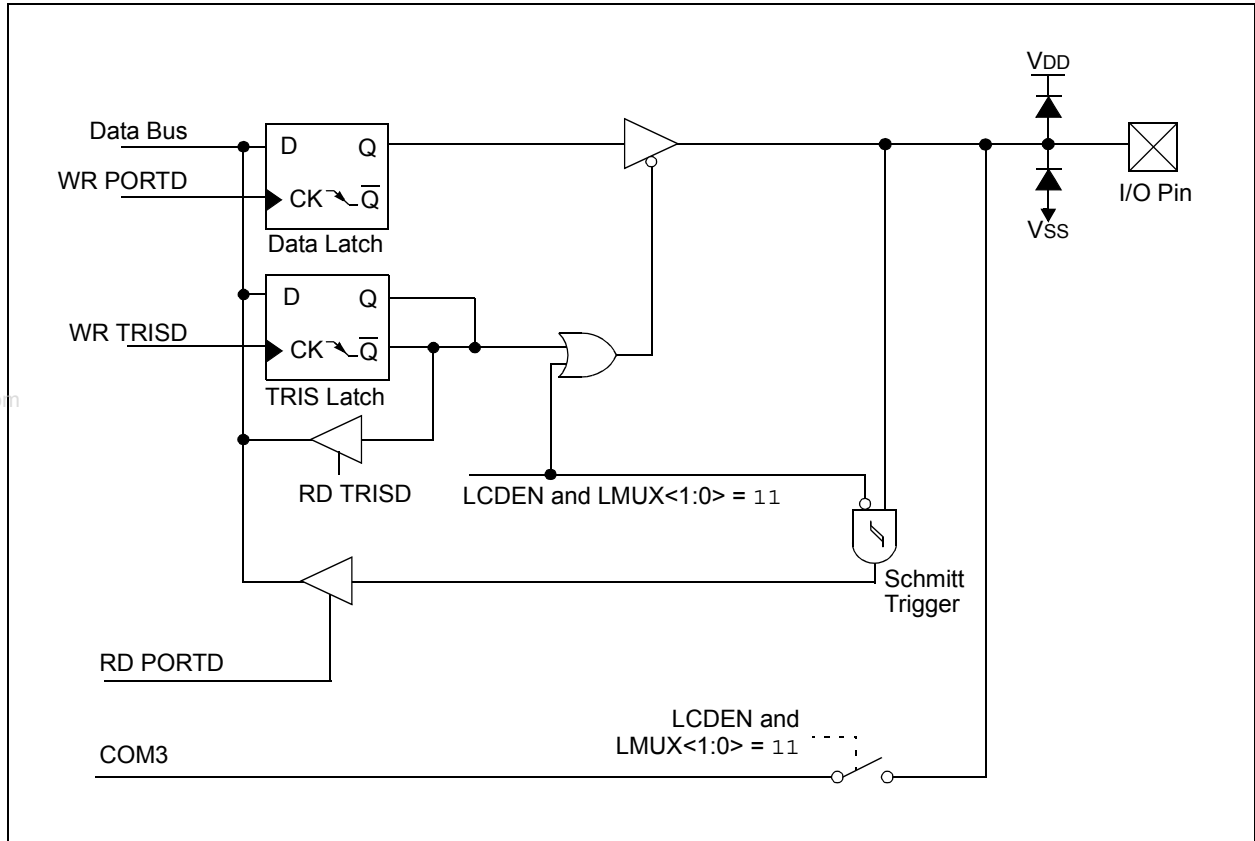 VDD
Data Bus
D Q
WR PORTD
CK Q̅
I/O Pin
Data Latch
VSS
D Q
WR TRISD
CK Q̅
TRIS Latch
om
RD TRISD
LCDEN and LMUX<1:0> = 11
Schmitt
Trigger
RD PORTD
LCDEN and
LMUX<1:0> = 11
COM3